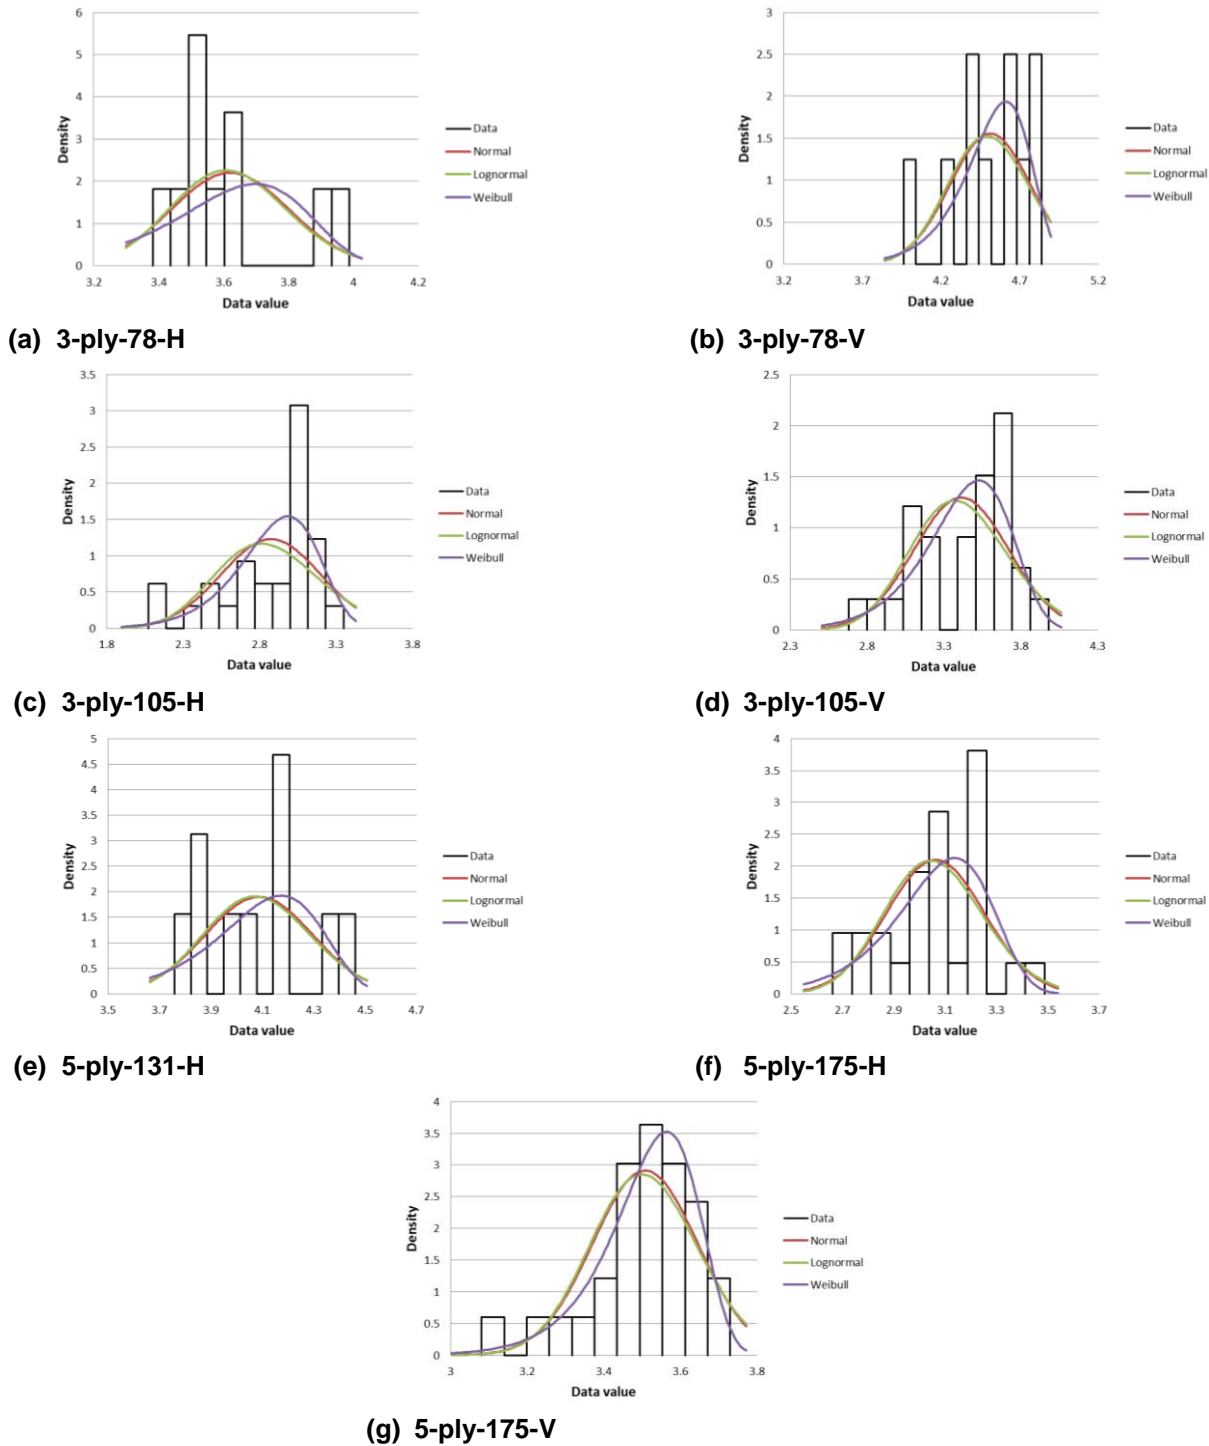 6
5
4
3
2
1
0
Density
3.2 3.4 3.6 3.8 4 4.2
Data value
Data
Normal
Lognormal
Weibull
(a) 3-ply-78-H
3
2.5
2
1.5
1
0.5
0
Density
3.2 3.7 4.2 4.7 5.2
Data value
Data
Normal
Lognormal
Weibull
(b) 3-ply-78-V
3.5
3
2.5
2
1.5
1
0.5
0
Density
1.8 2.3 2.8 3.3 3.8
Data value
Data
Normal
Lognormal
Weibull
(c) 3-ply-105-H
2.5
2
1.5
1
0.5
0
Density
2.3 2.8 3.3 3.8 4.3
Data value
Data
Normal
Lognormal
Weibull
(d) 3-ply-105-V
5
4.5
4
3.5
3
2.5
2
1.5
1
0.5
0
Density
3.5 3.7 3.9 4.1 4.3 4.5 4.7
Data value
Data
Normal
Lognormal
Weibull
(e) 5-ply-131-H
4
3.5
3
2.5
2
1.5
1
0.5
0
Density
2.5 2.7 2.9 3.1 3.3 3.5 3.7
Data value
Data
Normal
Lognormal
Weibull
(f) 5-ply-175-H
4
3.5
3
2.5
2
1.5
1
0.5
0
Density
3 3.2 3.4 3.6 3.8
Data value
Data
Normal
Lognormal
Weibull
(g) 5-ply-175-V